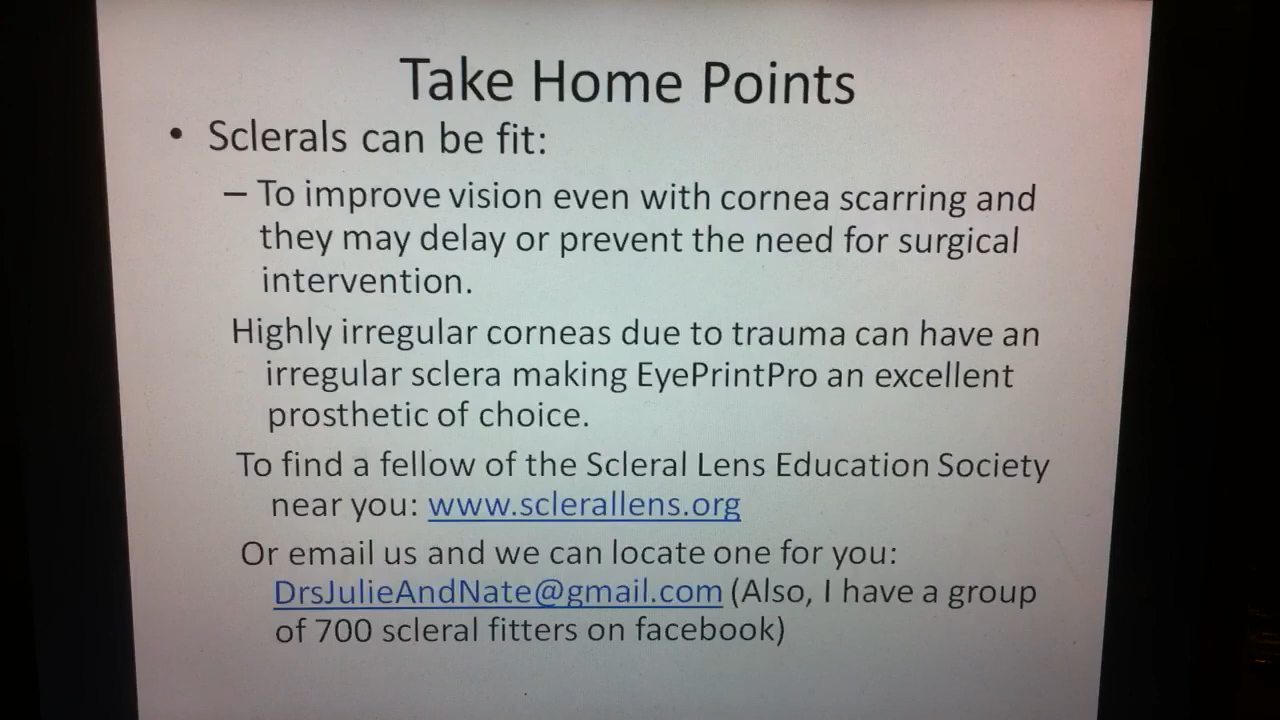 Take Home Points
• Sclerals can be fit:
– To improve vision even with cornea scarring and
they may delay or prevent the need for surgical
intervention.
Highly irregular corneas due to trauma can have an
irregular sclera making EyePrintPro an excellent
prosthetic of choice.
To find a fellow of the Scleral Lens Education Society
near you: www.sclerallens.org
Or email us and we can locate one for you:
DrsJulieAndNate@gmail.com (Also, I have a group
of 700 scleral fitters on facebook)